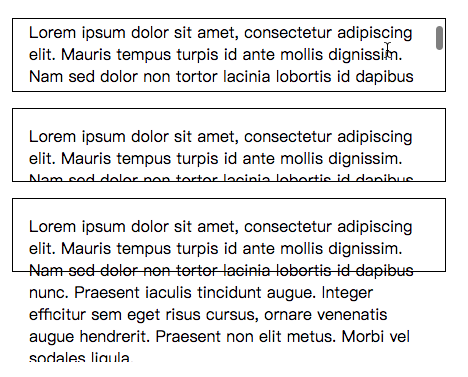 Lorem ipsum dolor sit amet, consectetur adipiscing
elit. Mauris tempus turpis id ante mollis dignissim.
Nam sed dolor non tortor lacinia lobortis id dapibus
Lorem ipsum dolor sit amet, consectetur adipiscing
elit. Mauris tempus turpis id ante mollis dignissim.
Nam sed dolor non tortor lacinia lobortis id dapibus
Lorem ipsum dolor sit amet, consectetur adipiscing
elit. Mauris tempus turpis id ante mollis dignissim.
Nam sed dolor non tortor lacinia lobortis id dapibus
nunc. Praesent iaculis tincidunt augue. Integer
efficitur sem eget risus cursus, ornare venenatis
augue hendrerit. Praesent non elit metus. Morbi vel
sodales ligula.